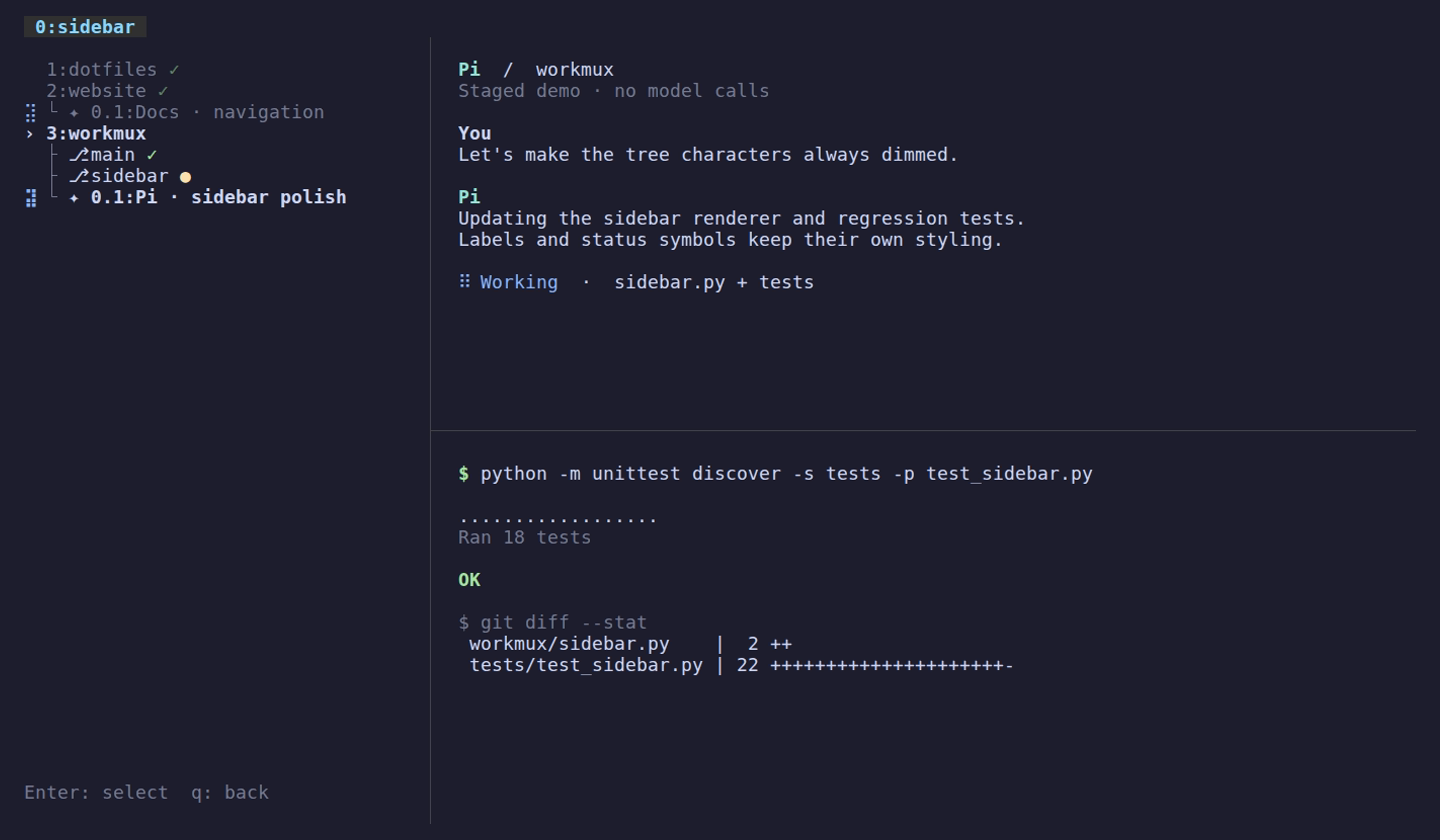 0:sidebar
1:dotfiles ✓
2:website ✓
⣽ └ ✦ 0.1:Docs · navigation
› 3:workmux
├ ⎇main ✓
├ ⎇sidebar ●
⣽ └ ✦ 0.1:Pi · sidebar polish
Enter: select  q: back
Pi  /  workmux
Staged demo · no model calls
You
Let's make the tree characters always dimmed.
Pi
Updating the sidebar renderer and regression tests.
Labels and status symbols keep their own styling.
⠿ Working  ·  sidebar.py + tests
$ python -m unittest discover -s tests -p test_sidebar.py
..................
Ran 18 tests
OK
$ git diff --stat
workmux/sidebar.py    |  2 ++
tests/test_sidebar.py | 22 +++++++++++++++++++++-